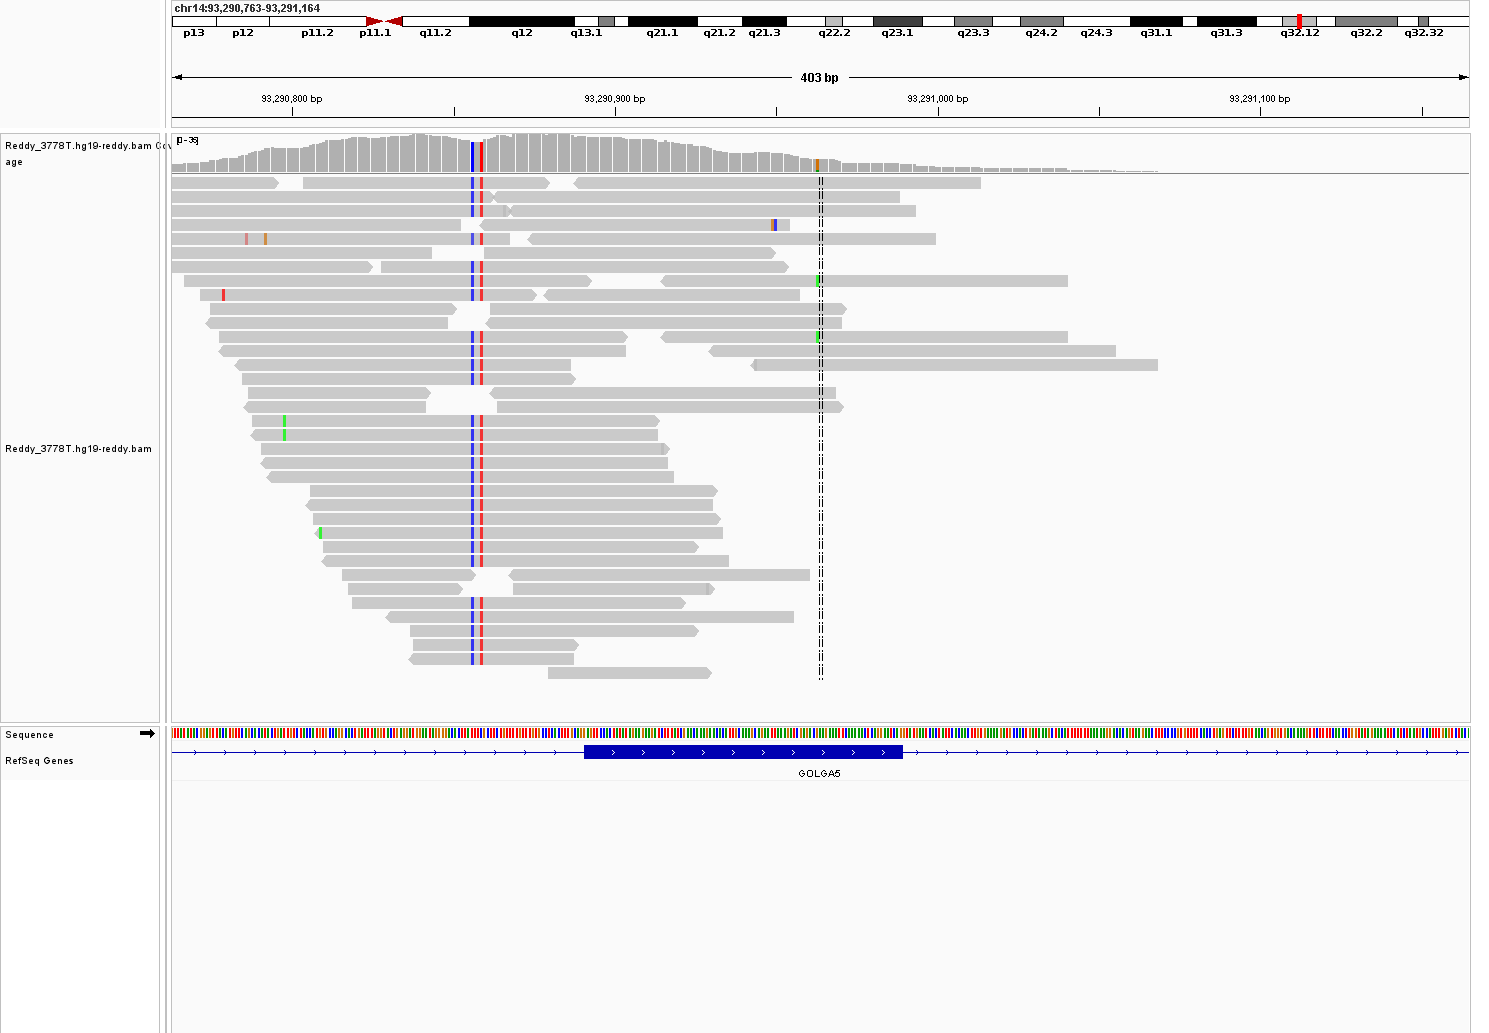 chr14:93,290,763-93,291,164
p13 p12 p11.2 p11.1 q11.2 q12 q13.1 q21.1 q21.2 q21.3 q22.2 q23.1 q23.3 q24.2 q24.3 q31.1 q31.3 q32.12 q32.2 q32.32
403 bp
93,290,800 bp 93,290,900 bp 93,291,000 bp 93,291,100 bp
[0-36]
Reddy_3778T.hg19-reddy.bam Cov
age
Reddy_3778T.hg19-reddy.bam
Sequence
RefSeq Genes
GOLGA5